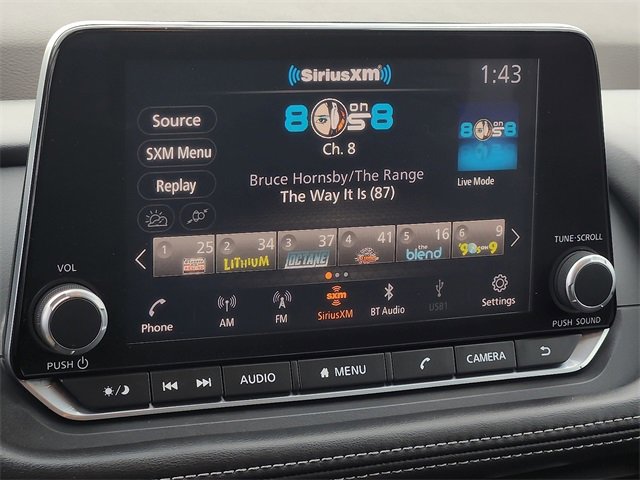 SiriusXM
1:43
Source
80s on 8
80s on 8
SXM Menu
Ch. 8
Replay
Bruce Hornsby/The Range
The Way It Is (87)
Live Mode
1 25
2 34
3 37
4 41
5 16
6 9
LITHIUM
OCTANE
the blend
'90s on 9
TUNE·SCROLL
VOL
Phone
AM
FM
sxm
SiriusXM
BT Audio
USB1
Settings
PUSH
PUSH SOUND
AUDIO
MENU
CAMERA